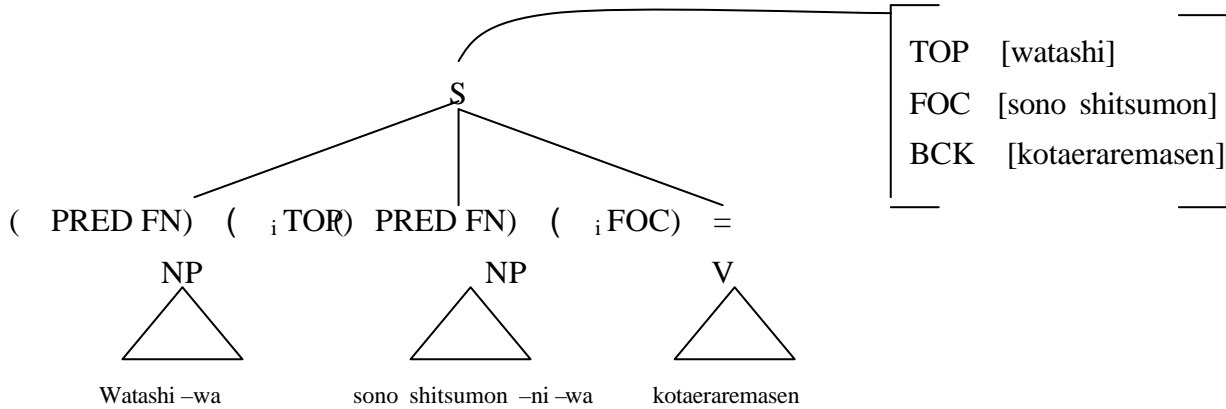 TOP [watashi]
FOC [sono shitsumon]
BCK [kotaeraremasen]
S
( PRED FN) ( i TOP) ( PRED FN) ( i FOC) =
NP NP V
Watashi –wa sono shitsumon –ni –wa kotaeraremasen